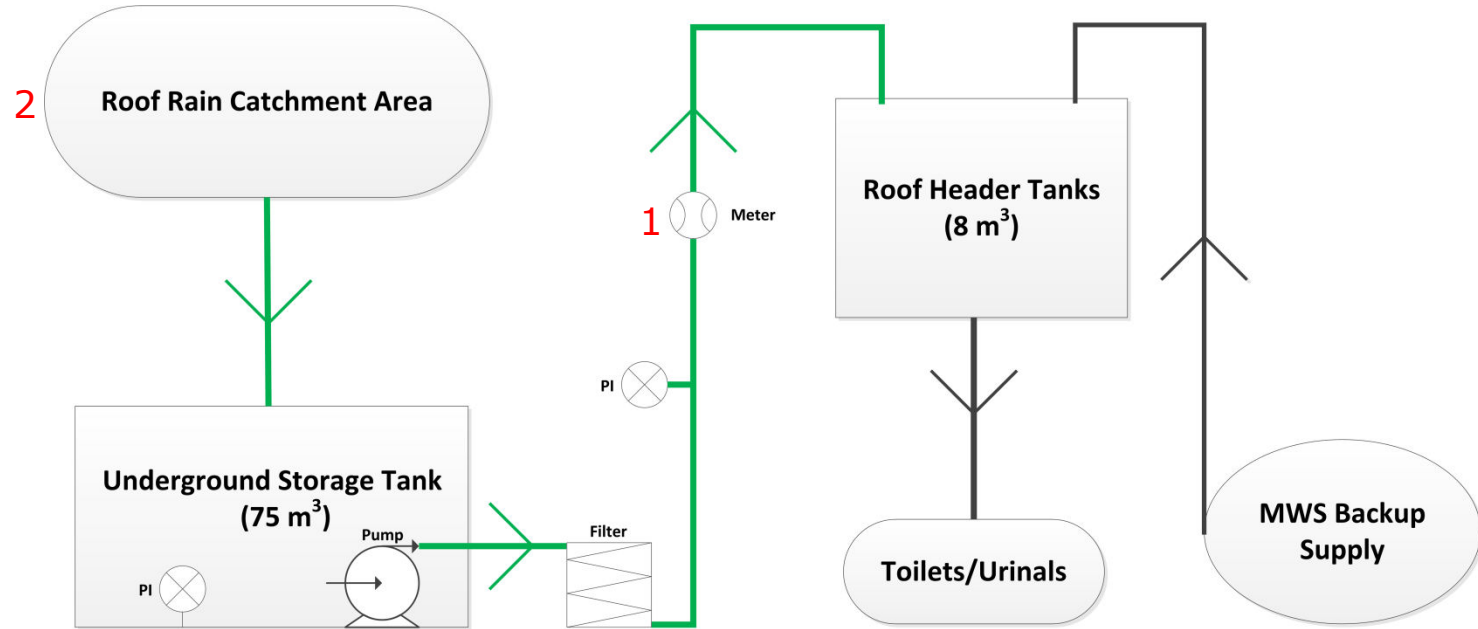 2
Roof Rain Catchment Area
1
Meter
Roof Header Tanks
(8 m³)
PI
Underground Storage Tank
(75 m³)
Pump
PI
Filter
Toilets/Urinals
MWS Backup
Supply